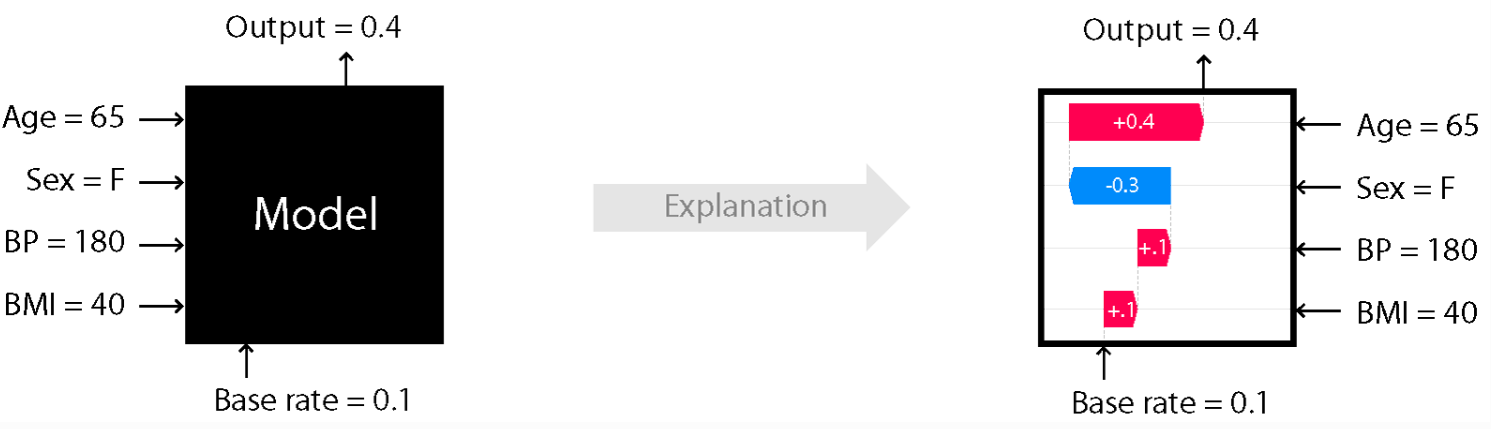 Output = 0.4
Age = 65
Sex = F
BP = 180
BMI = 40
Model
Base rate = 0.1
Explanation
Output = 0.4
+0.4
Age = 65
-0.3
Sex = F
+.1
BP = 180
+.1
BMI = 40
Base rate = 0.1